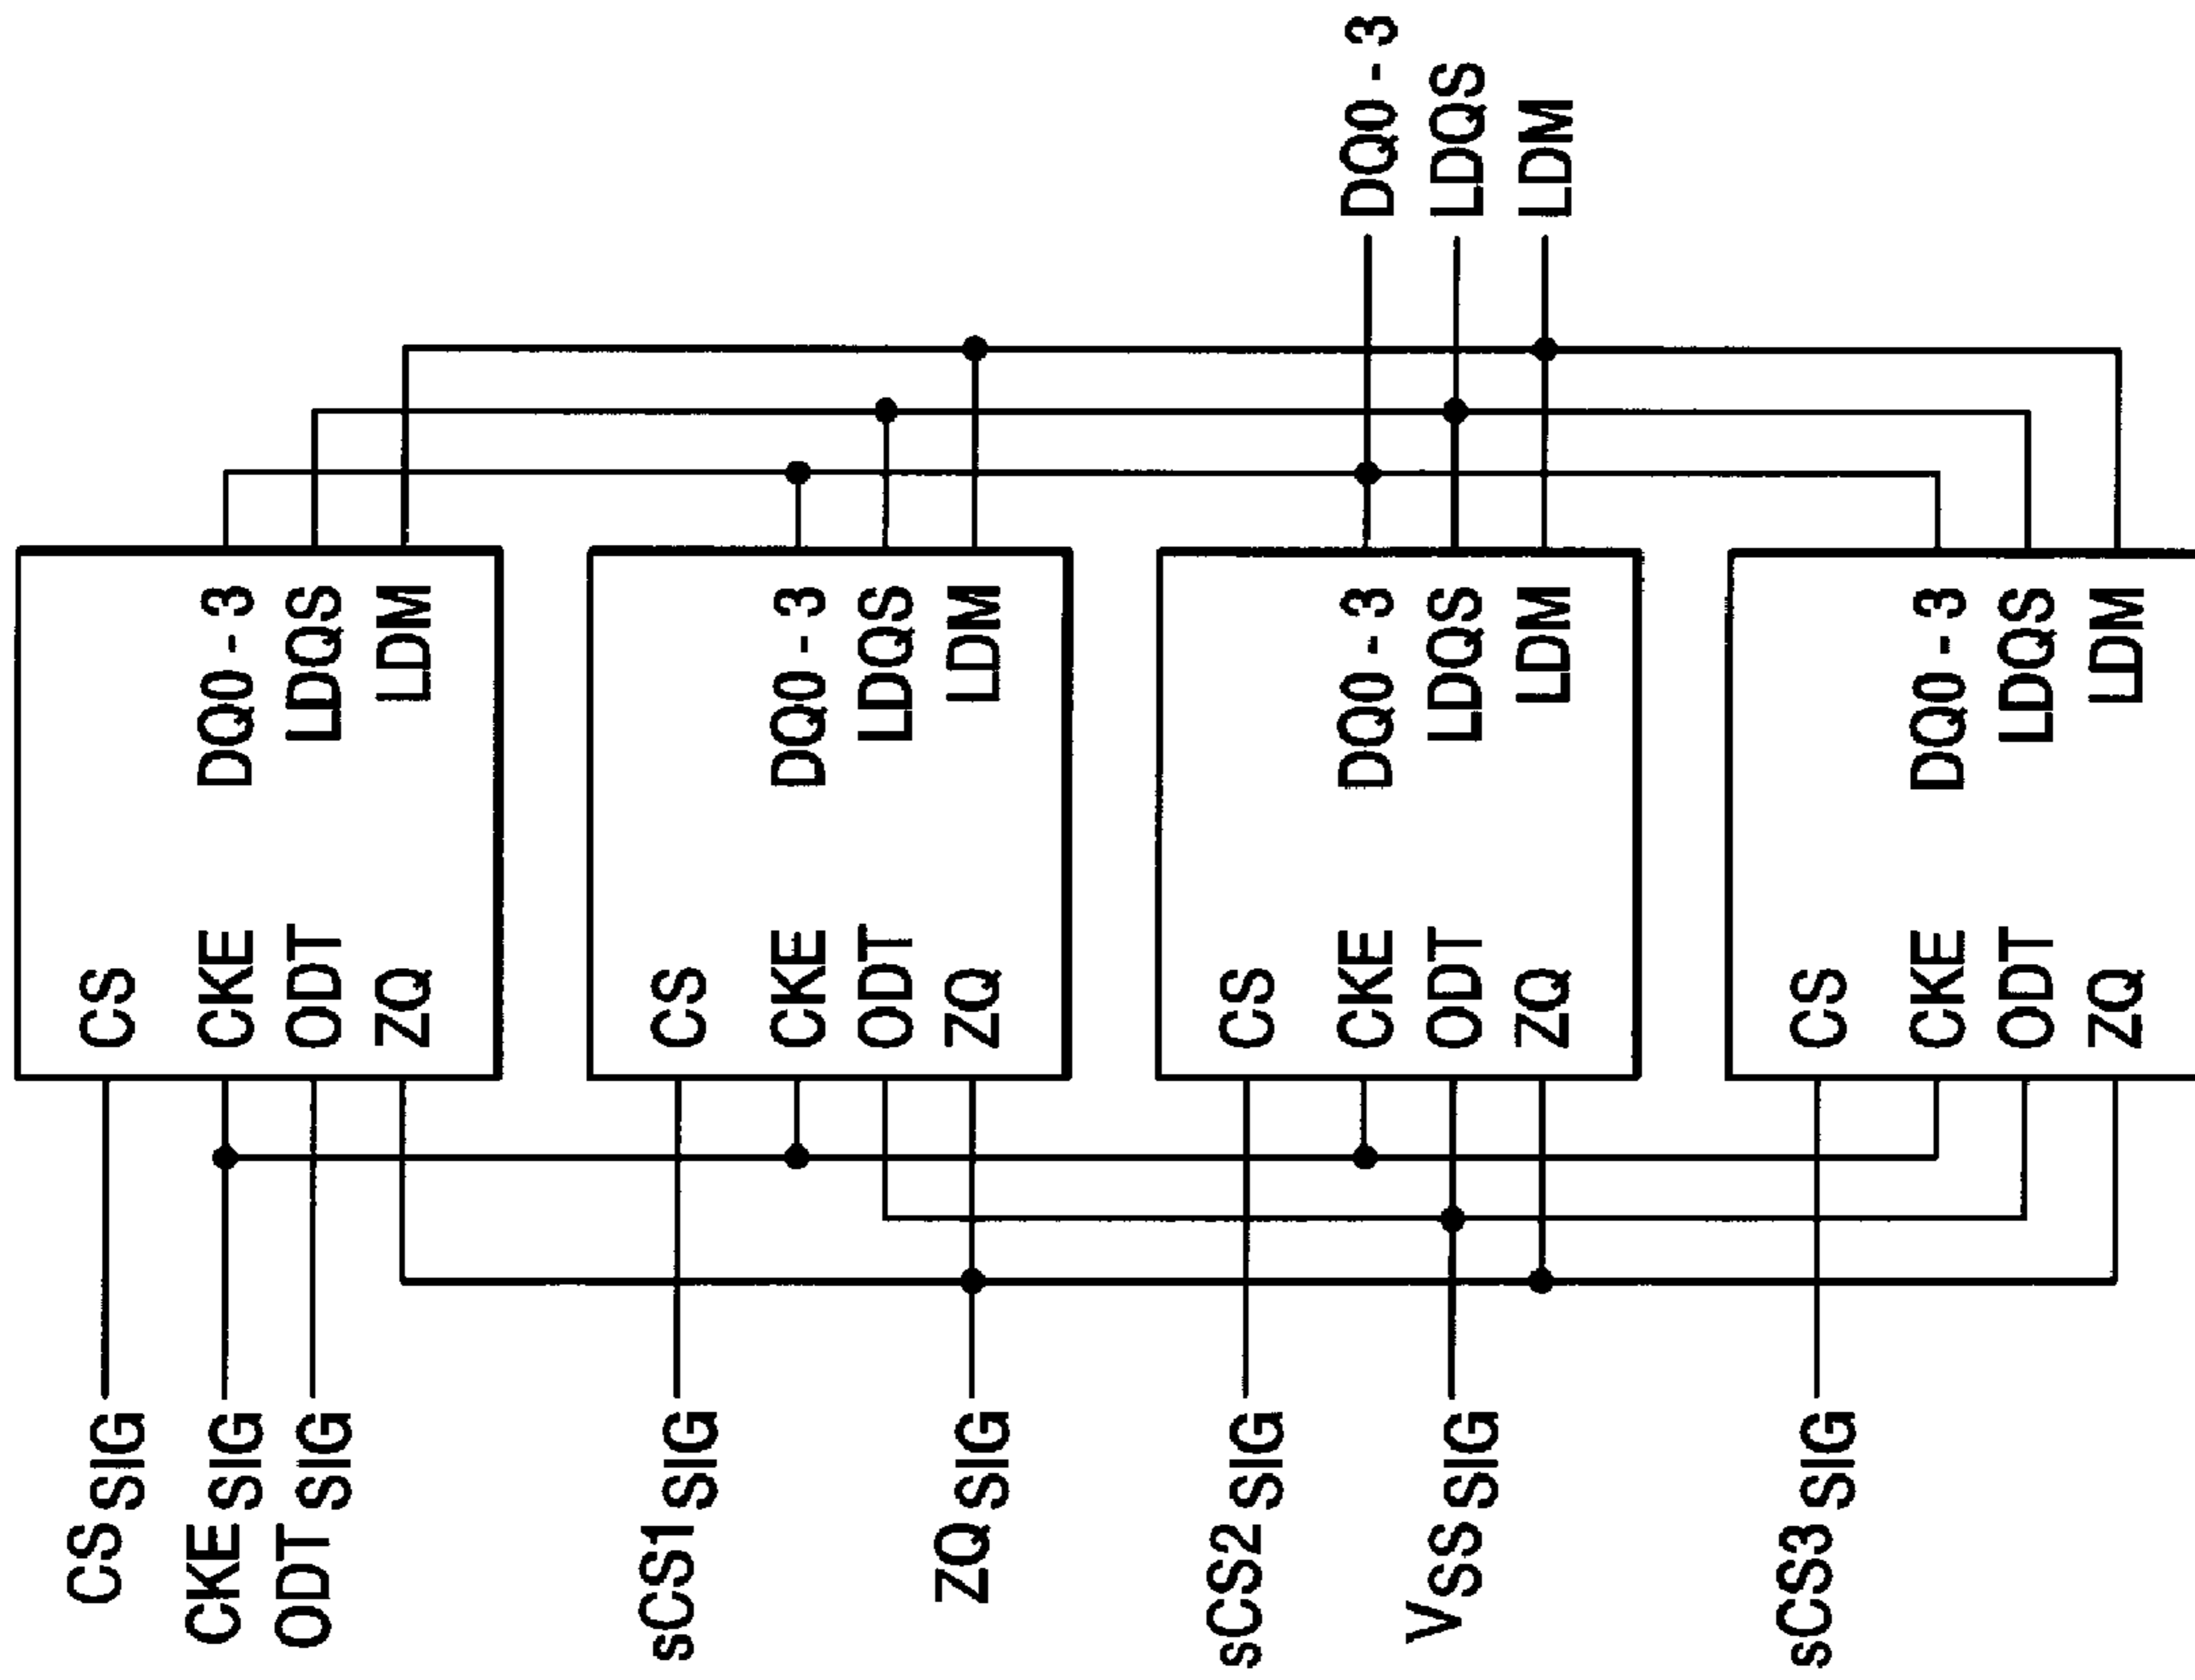 CS SIG
CKE SIG
ODT SIG
CS
CKE
ODT
ZQ
DQ0 - 3
LDQS
LDM
sCS1 SIG
ZQ SIG
CS
CKE
ODT
ZQ
DQ0 - 3
LDQS
LDM
sCS2 SIG
VSS SIG
CS
CKE
ODT
ZQ
DQ0 - 3
LDQS
LDM
DQ0 - 3
LDQS
LDM
sCS3 SIG
CS
CKE
ODT
ZQ
DQ0 - 3
LDQS
LDM